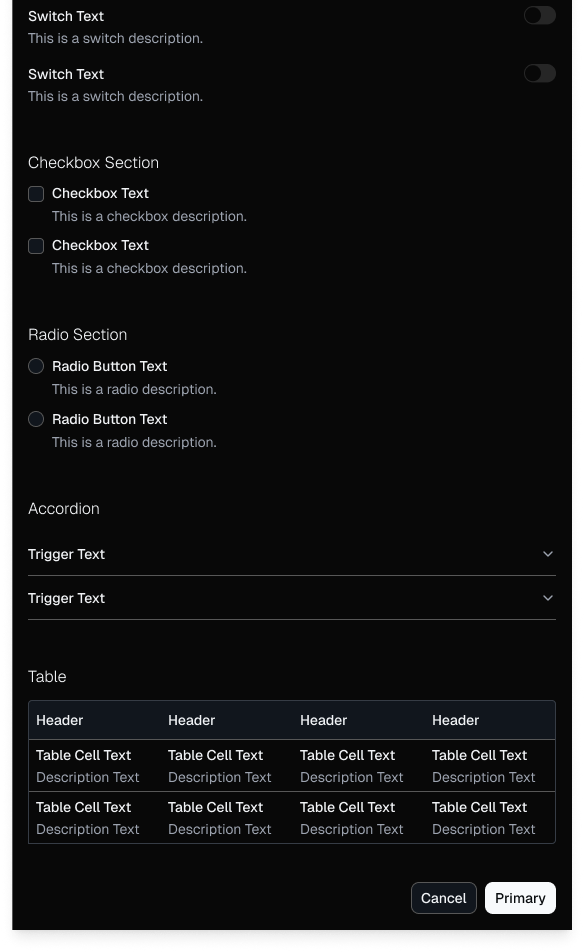 Switch Text
This is a switch description.
Switch Text
This is a switch description.
Checkbox Section
Checkbox Text
This is a checkbox description.
Checkbox Text
This is a checkbox description.
Radio Section
Radio Button Text
This is a radio description.
Radio Button Text
This is a radio description.
Accordion
Trigger Text
Trigger Text
Table
Header Header Header Header
Table Cell Text Table Cell Text Table Cell Text Table Cell Text
Description Text Description Text Description Text Description Text
Table Cell Text Table Cell Text Table Cell Text Table Cell Text
Description Text Description Text Description Text Description Text
Cancel Primary